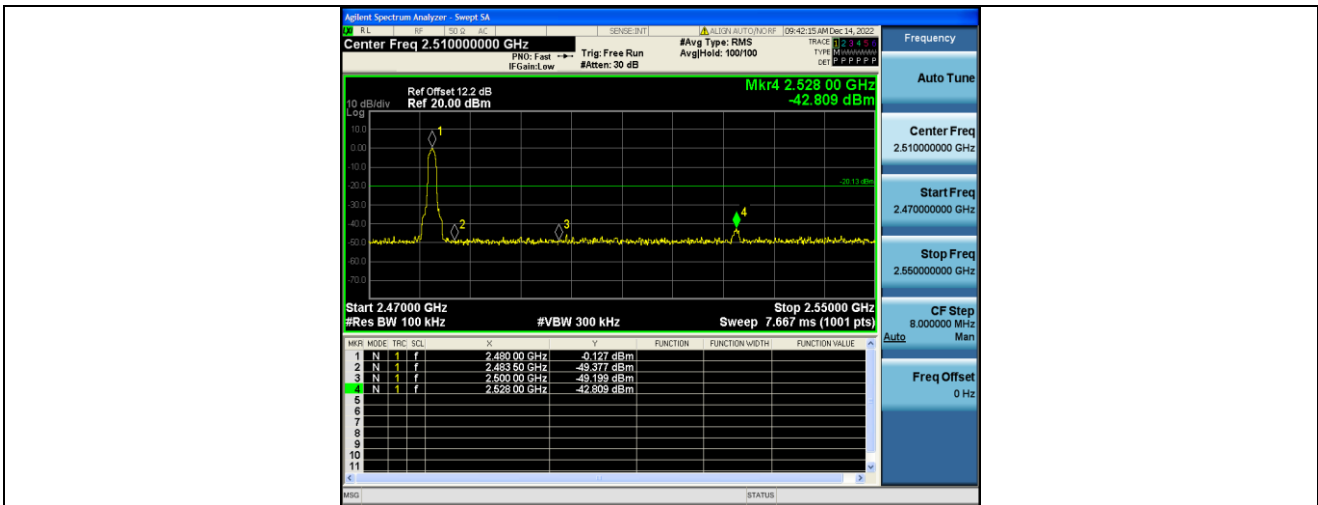 Agilent Spectrum Analyzer - Swept SA
RL RF 50 Ω AC SENSE:INT ALIGN AUTO/NO RF 09:42:15 AM Dec 14, 2022
Center Freq 2.510000000 GHz
PNO: Fast
IFGain:Low
Trig: Free Run
#Atten: 30 dB
#Avg Type: RMS
Avg|Hold: 100/100
TRACE 1 2 3 4 5 6
TYPE
DET P P P P P P
Mkr4 2.528 00 GHz
-42.809 dBm
Ref Offset 12.2 dB
10 dB/div Ref 20.00 dBm
Log
10.0
0.00
-10.0
-20.0
-30.0
-40.0
-50.0
-60.0
-70.0
1
2
3
4
-20.13 dBm
Start 2.47000 GHz Stop 2.55000 GHz
#Res BW 100 kHz #VBW 300 kHz Sweep 7.667 ms (1001 pts)
MKR MODE TRC SCL X Y FUNCTION FUNCTION WIDTH FUNCTION VALUE
1 N 1 f 2.480 00 GHz -0.127 dBm
2 N 1 f 2.483 50 GHz -49.377 dBm
3 N 1 f 2.500 00 GHz -49.199 dBm
4 N 1 f 2.528 00 GHz -42.809 dBm
5
6
7
8
9
10
11
MSG STATUS
Frequency
Auto Tune
Center Freq
2.510000000 GHz
Start Freq
2.470000000 GHz
Stop Freq
2.550000000 GHz
CF Step
8.000000 MHz
Auto Man
Freq Offset
0 Hz